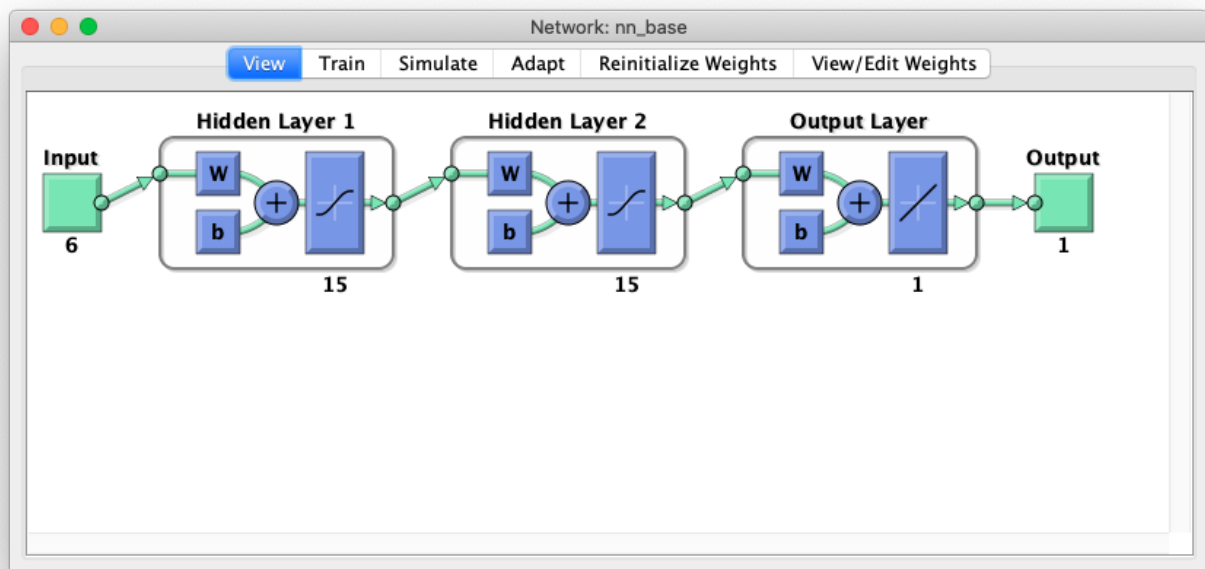 Network: nn_base
View Train Simulate Adapt Reinitialize Weights View/Edit Weights
Hidden Layer 1 Hidden Layer 2 Output Layer
Input Output
W W W
+ + +
b b b
6 1
15 15 1